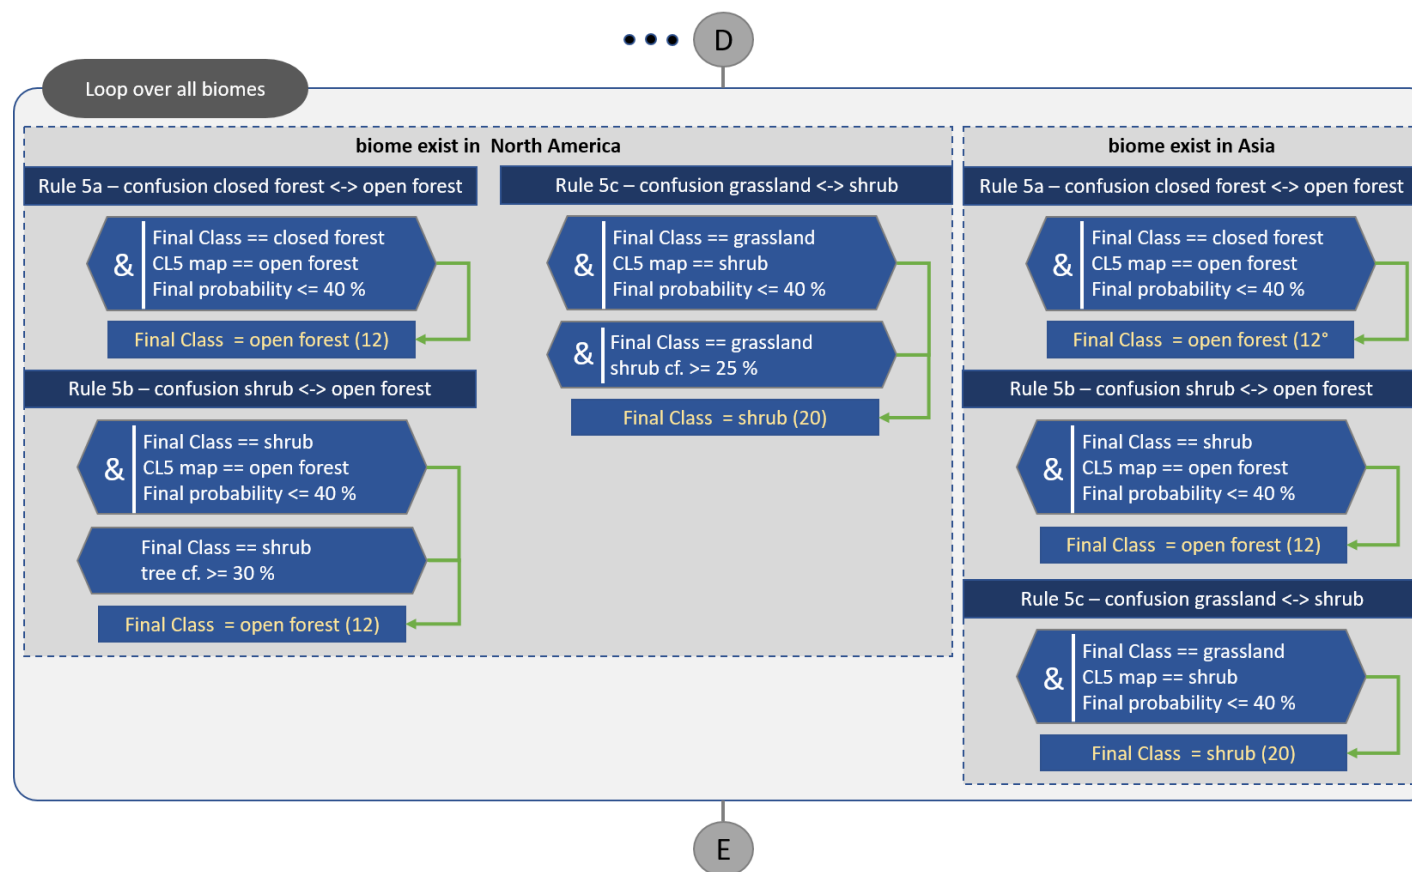 D
Loop over all biomes
biome exist in North America
Rule 5a – confusion closed forest <-> open forest
& Final Class == closed forest
CL5 map == open forest
Final probability <= 40 %
Final Class = open forest (12)
Rule 5b – confusion shrub <-> open forest
& Final Class == shrub
CL5 map == open forest
Final probability <= 40 %
Final Class == shrub
tree cf. >= 30 %
Final Class = open forest (12)
Rule 5c – confusion grassland <-> shrub
& Final Class == grassland
CL5 map == shrub
Final probability <= 40 %
& Final Class == grassland
shrub cf. >= 25 %
Final Class = shrub (20)
biome exist in Asia
Rule 5a – confusion closed forest <-> open forest
& Final Class == closed forest
CL5 map == open forest
Final probability <= 40 %
Final Class = open forest (12°
Rule 5b – confusion shrub <-> open forest
& Final Class == shrub
CL5 map == open forest
Final probability <= 40 %
Final Class = open forest (12)
Rule 5c – confusion grassland <-> shrub
& Final Class == grassland
CL5 map == shrub
Final probability <= 40 %
Final Class = shrub (20)
E